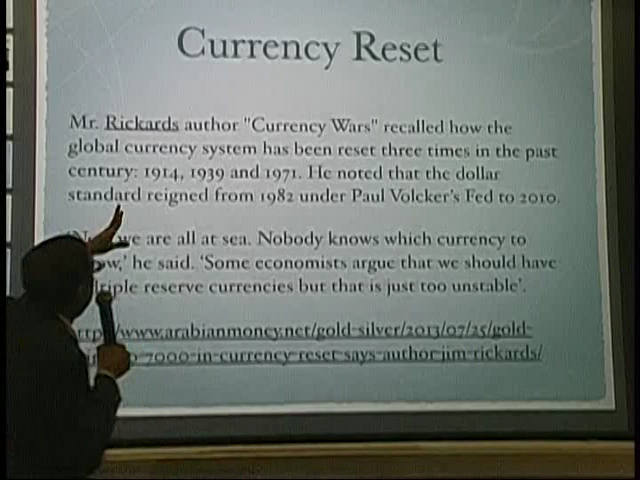 Currency Reset
Mr. Rickards author "Currency Wars" recalled how the
global currency system has been reset three times in the past
century: 1914, 1939 and 1971. He noted that the dollar
standard reigned from 1982 under Paul Volcker's Fed to 2010.
we are all at sea. Nobody knows which currency to
he said. 'Some economists argue that we should have
reserve currencies but that is just too unstable'.
www.arabianmoney.net/gold-silver/2013/07/25/gold-
7000-in-currency-reset-says-author-jim-rickards/